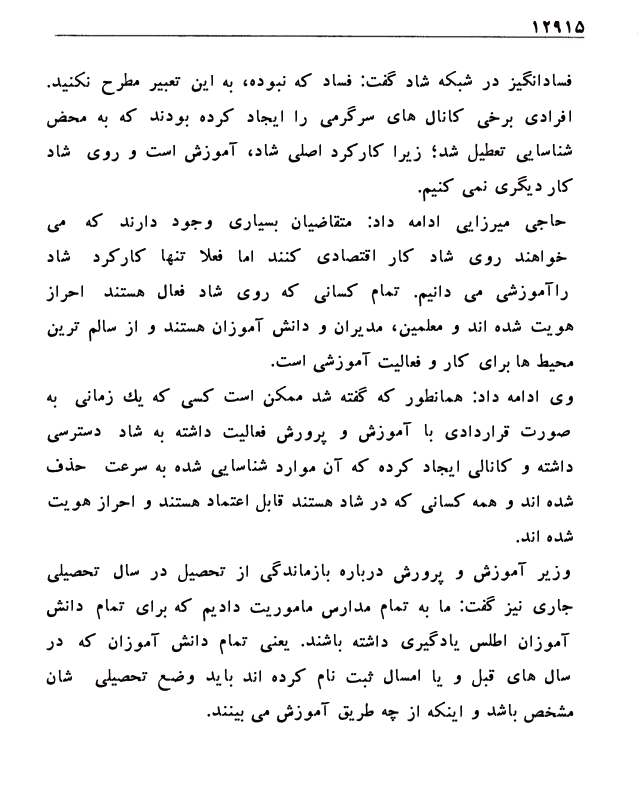 ۱۲۹۱۵
فسادانگیز در شبکه شاد گفت: فساد که نبوده، به این تعبیر مطرح نکنید.
افرادی برخی کانال های سرگرمی را ایجاد کرده بودند که به محض
شناسایی تعطیل شد؛ زیرا کارکرد اصلی شاد، آموزش است و روی شاد
کار دیگری نمی کنیم.
حاجی میرزایی ادامه داد: متقاضیان بسیاری وجود دارند که می
خواهند روی شاد کار اقتصادی کنند اما فعلا تنها کارکرد شاد
راآموزشی می دانیم. تمام کسانی که روی شاد فعال هستند احراز
هویت شده اند و معلمین، مدیران و دانش آموزان هستند و از سالم ترین
محیط ها برای کار و فعالیت آموزشی است.
وی ادامه داد: همانطور که گفته شد ممکن است کسی که یك زمانی به
صورت قراردادی با آموزش و پرورش فعالیت داشته به شاد دسترسی
داشته و کانالی ایجاد کرده که آن موارد شناسایی شده به سرعت حذف
شده اند و همه کسانی که در شاد هستند قابل اعتماد هستند و احراز هویت
شده اند.
وزیر آموزش و پرورش درباره بازماندگی از تحصیل در سال تحصیلی
جاری نیز گفت: ما به تمام مدارس ماموریت دادیم که برای تمام دانش
آموزان اطلس یادگیری داشته باشند. یعنی تمام دانش آموزان که در
سال های قبل و یا امسال ثبت نام کرده اند باید وضع تحصیلی شان
مشخص باشد و اینکه از چه طریق آموزش می بینند.